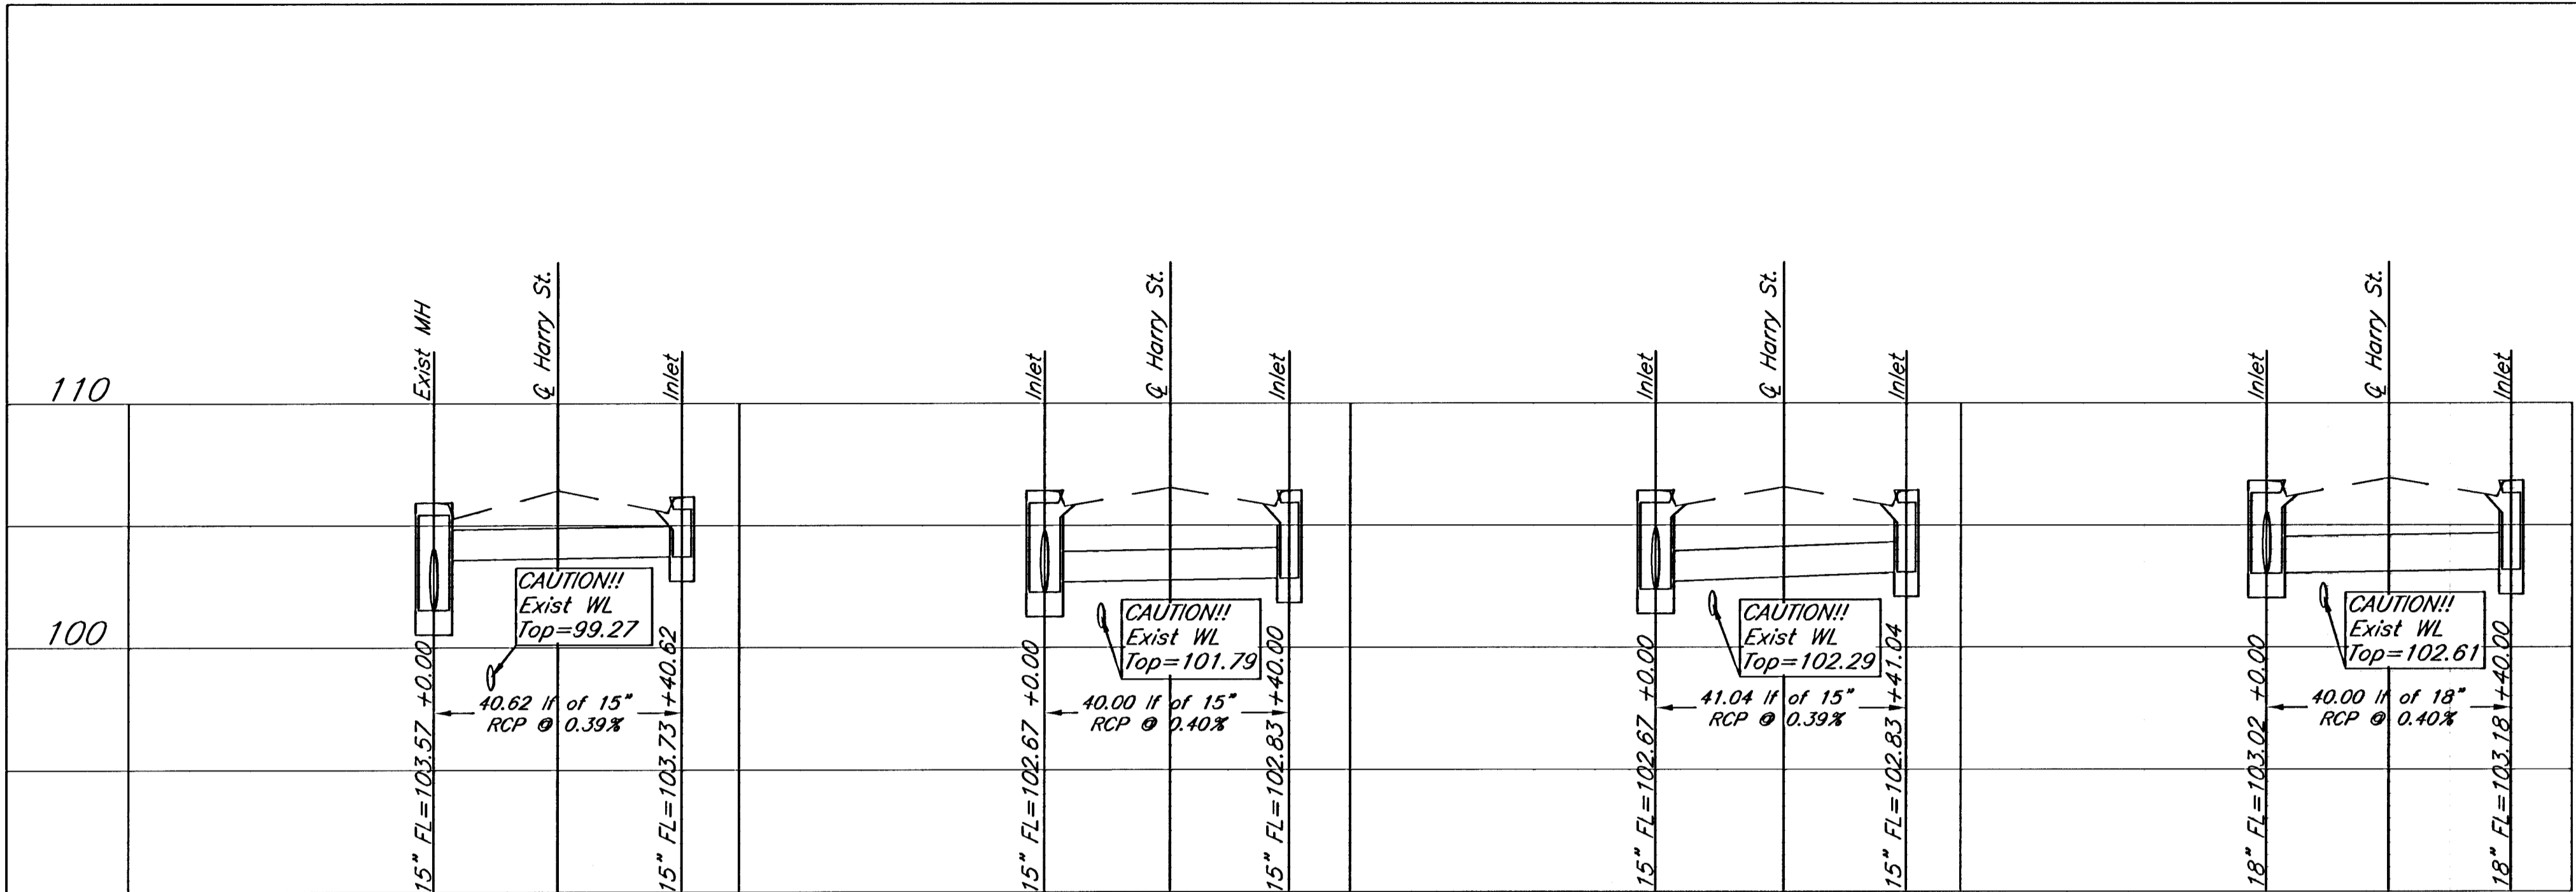 110
100
Exist MH
℄ Harry St.
Inlet
CAUTION!!
Exist WL
Top=99.27
40.62 lf of 15"
RCP @ 0.39%
15" FL=103.57 +0.00
15" FL=103.73 +40.62
Inlet
℄ Harry St.
Inlet
CAUTION!!
Exist WL
Top=101.79
40.00 lf of 15"
RCP @ 0.40%
15" FL=102.67 +0.00
15" FL=102.83 +40.00
Inlet
℄ Harry St.
Inlet
CAUTION!!
Exist WL
Top=102.29
41.04 lf of 15"
RCP @ 0.39%
15" FL=102.67 +0.00
15" FL=102.83 +41.04
Inlet
℄ Harry St.
Inlet
CAUTION!!
Exist WL
Top=102.61
40.00 lf of 18"
RCP @ 0.40%
18" FL=103.02 +0.00
18" FL=103.18 +40.00